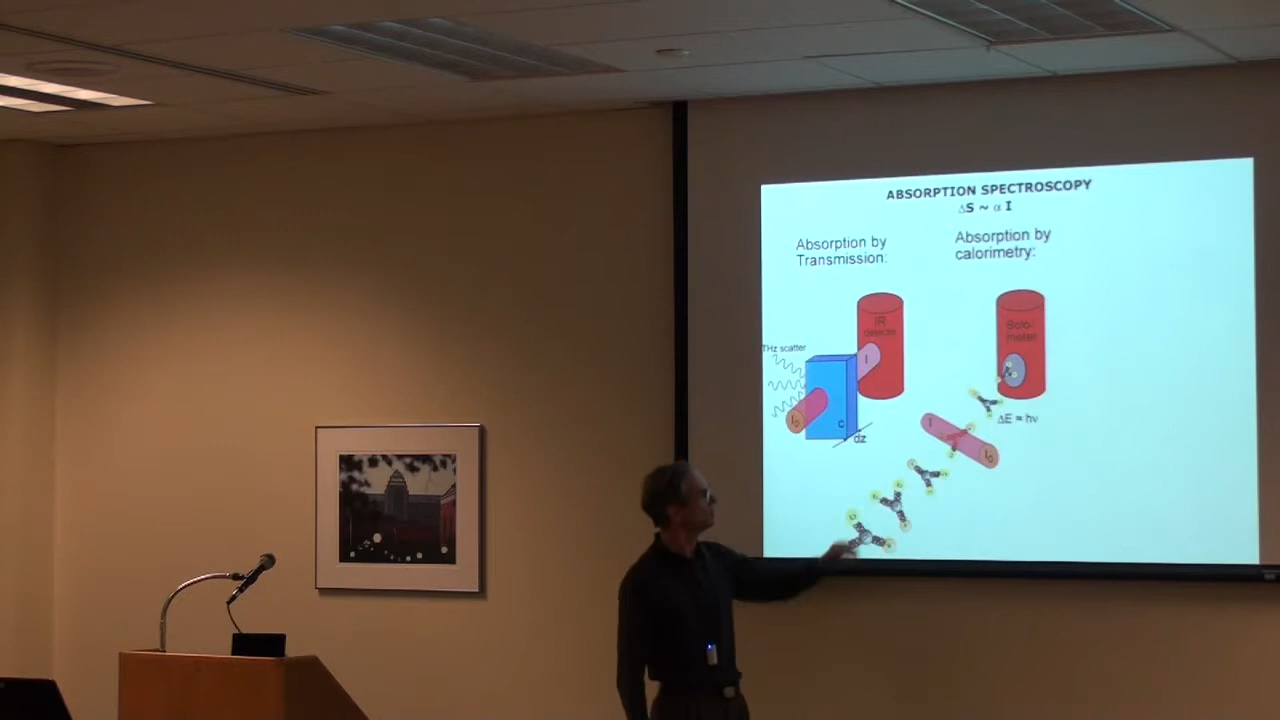 ABSORPTION SPECTROSCOPY
ΔS ~ α I
Absorption by
Transmission:
Absorption by
calorimetry:
IR
detector
Bolo-
meter
THz scatter
I
I₀
C
dz
ΔE = hν
I
I₀